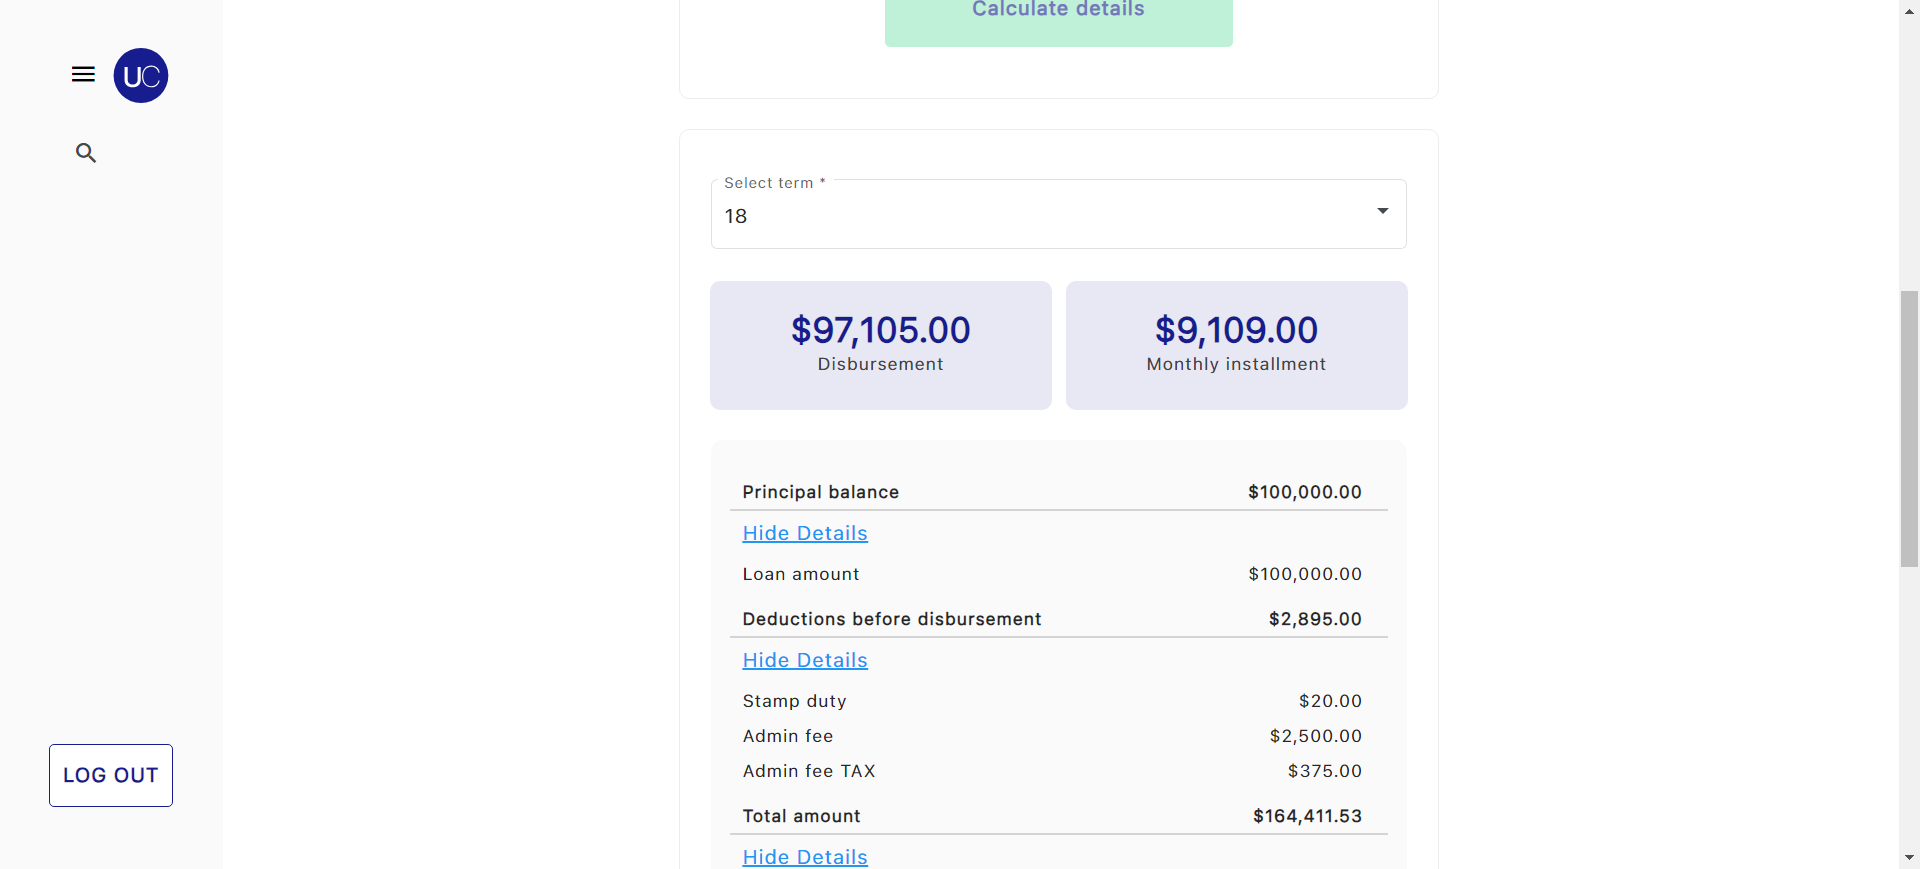 Calculate details
UC
Select term *
18
$97,105.00
Disbursement
$9,109.00
Monthly installment
Principal balance $100,000.00
Hide Details
Loan amount $100,000.00
Deductions before disbursement $2,895.00
Hide Details
Stamp duty $20.00
Admin fee $2,500.00
Admin fee TAX $375.00
Total amount $164,411.53
Hide Details
LOG OUT